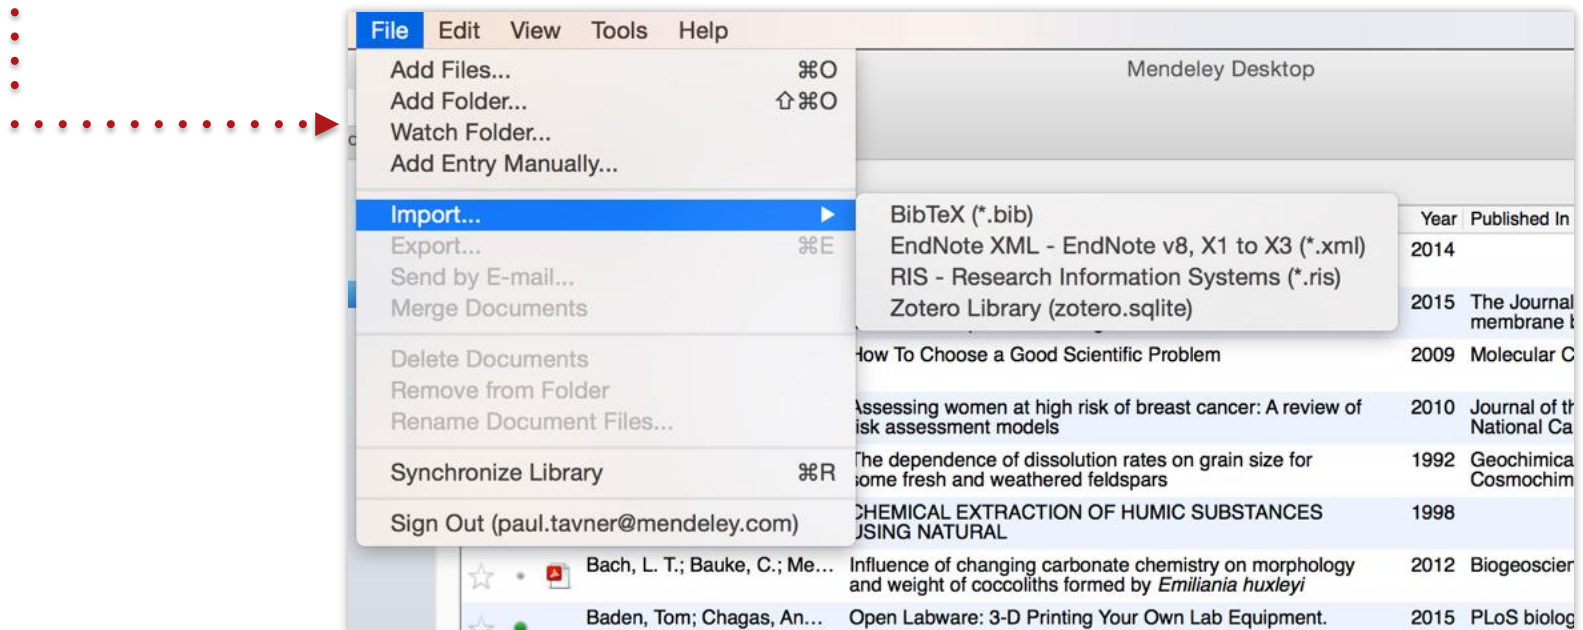 File Edit View Tools Help
Mendeley Desktop
Add Files... ⌘O
Add Folder... ⇧⌘O
Watch Folder...
Add Entry Manually...
Import...
Export... ⌘E
Send by E-mail...
Merge Documents
Delete Documents
Remove from Folder
Rename Document Files...
Synchronize Library ⌘R
Sign Out (paul.tavner@mendeley.com)
BibTeX (*.bib)
EndNote XML - EndNote v8, X1 to X3 (*.xml)
RIS - Research Information Systems (*.ris)
Zotero Library (zotero.sqlite)
Year Published In
2014
2015 The Journal
membrane
How To Choose a Good Scientific Problem 2009 Molecular C
Assessing women at high risk of breast cancer: A review of 2010 Journal of th
risk assessment models National Ca
The dependence of dissolution rates on grain size for 1992 Geochimica
some fresh and weathered feldspars Cosmochim
CHEMICAL EXTRACTION OF HUMIC SUBSTANCES 1998
USING NATURAL
Bach, L. T.; Bauke, C.; Me... Influence of changing carbonate chemistry on morphology 2012 Biogeoscien
and weight of coccoliths formed by Emiliania huxleyi
Baden, Tom; Chagas, An... Open Labware: 3-D Printing Your Own Lab Equipment. 2015 PLoS biolog